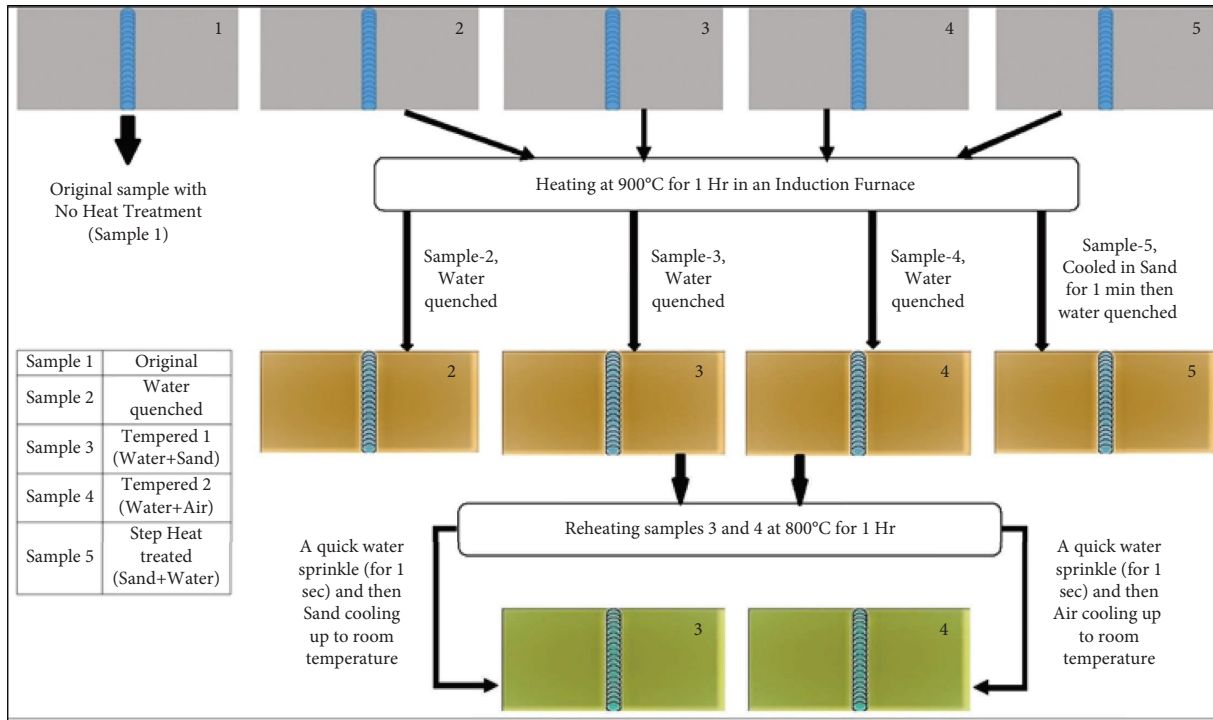 1
2
3
4
5
Original sample with
No Heat Treatment
(Sample 1)
Heating at 900°C for 1 Hr in an Induction Furnace
Sample-2,
Water
quenched
Sample-3,
Water
quenched
Sample-4,
Water
quenched
Sample-5,
Cooled in Sand
for 1 min then
water quenched
Sample 1 Original
Sample 2 Water
quenched
Sample 3 Tempered 1
(Water+Sand)
Sample 4 Tempered 2
(Water+Air)
Sample 5 Step Heat
treated
(Sand+Water)
2
3
4
5
Reheating samples 3 and 4 at 800°C for 1 Hr
A quick water
sprinkle (for 1
sec) and then
Sand cooling
up to room
temperature
3
4
A quick water
sprinkle (for 1
sec) and then
Air cooling up
to room
temperature